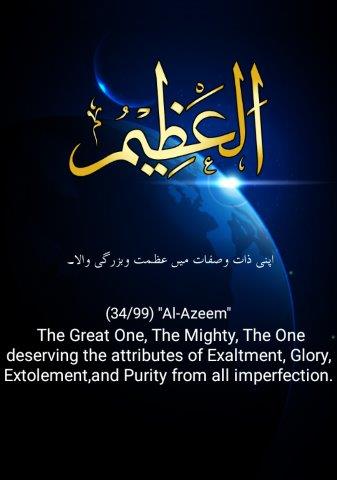 الْعَظِيمُ
اپنی ذات وصفات میں عظمت وبزرگی والا۔
(34/99) "Al-Azeem"
The Great One, The Mighty, The One
deserving the attributes of Exaltment, Glory,
Extolement,and Purity from all imperfection.